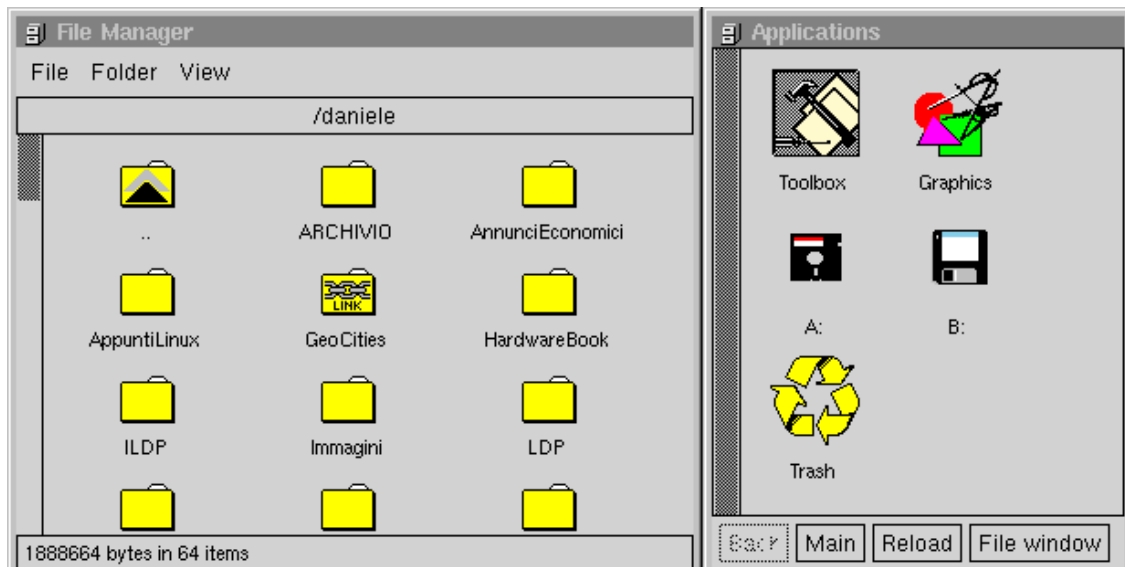 File Manager
File Folder View
/daniele
..
ARCHIVIO
AnnunciEconomici
AppuntiLinux
LINK
GeoCities
HardwareBook
ILDP
Immagini
LDP
1888664 bytes in 64 items
Applications
Toolbox
Graphics
A:
B:
Trash
Back
Main
Reload
File window